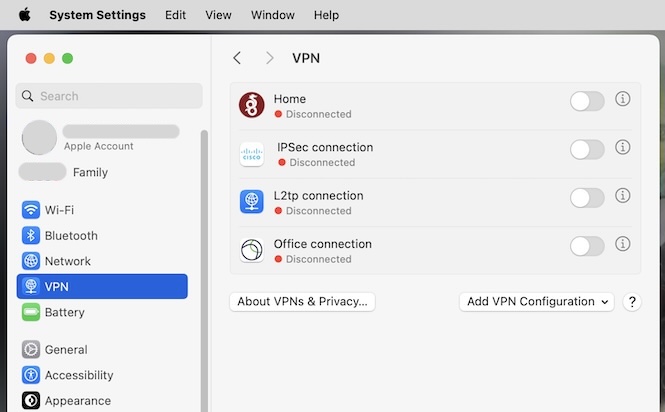 System Settings Edit View Window Help
VPN
Search
Apple Account
Family
Wi-Fi
Bluetooth
Network
VPN
Battery
General
Accessibility
Appearance
Home
Disconnected
CISCO
IPSec connection
Disconnected
L2tp connection
Disconnected
Office connection
Disconnected
About VPNs & Privacy...
Add VPN Configuration
?